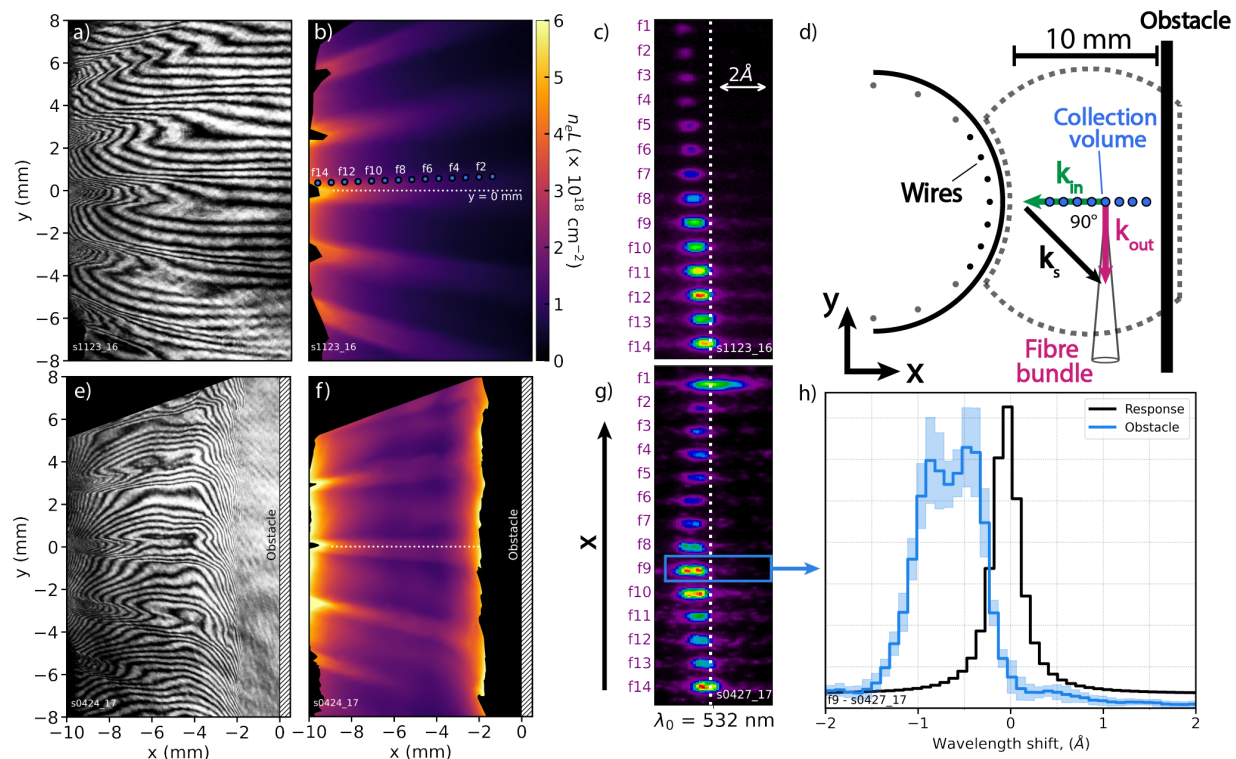 a)
8
6
4
2
0
−2
−4
−6
−8
y (mm)
s1123_16
b)
f14 f12 f10 f8 f6 f4 f2
y = 0 mm
s1123_16
6
5
4
3
2
1
0
nₑL (× 10¹⁸ cm⁻²)
c)
f1
f2
f3
f4
f5
f6
f7
f8
f9
f10
f11
f12
f13
f14
2Å
s1123_16
d)
Obstacle
10 mm
Collection
volume
Wires
k_in
90°
k_out
k_s
y
x
Fibre
bundle
e)
8
6
4
2
0
−2
−4
−6
−8
y (mm)
Obstacle
s0424_17
−10 −8 −6 −4 −2 0
x (mm)
f)
Obstacle
s0424_17
−10 −8 −6 −4 −2 0
x (mm)
x
g)
f1
f2
f3
f4
f5
f6
f7
f8
f9
f10
f11
f12
f13
f14
s0427_17
λ₀ = 532 nm
h)
Response
Obstacle
f9 - s0427_17
−2 −1 0 1 2
Wavelength shift, (Å)